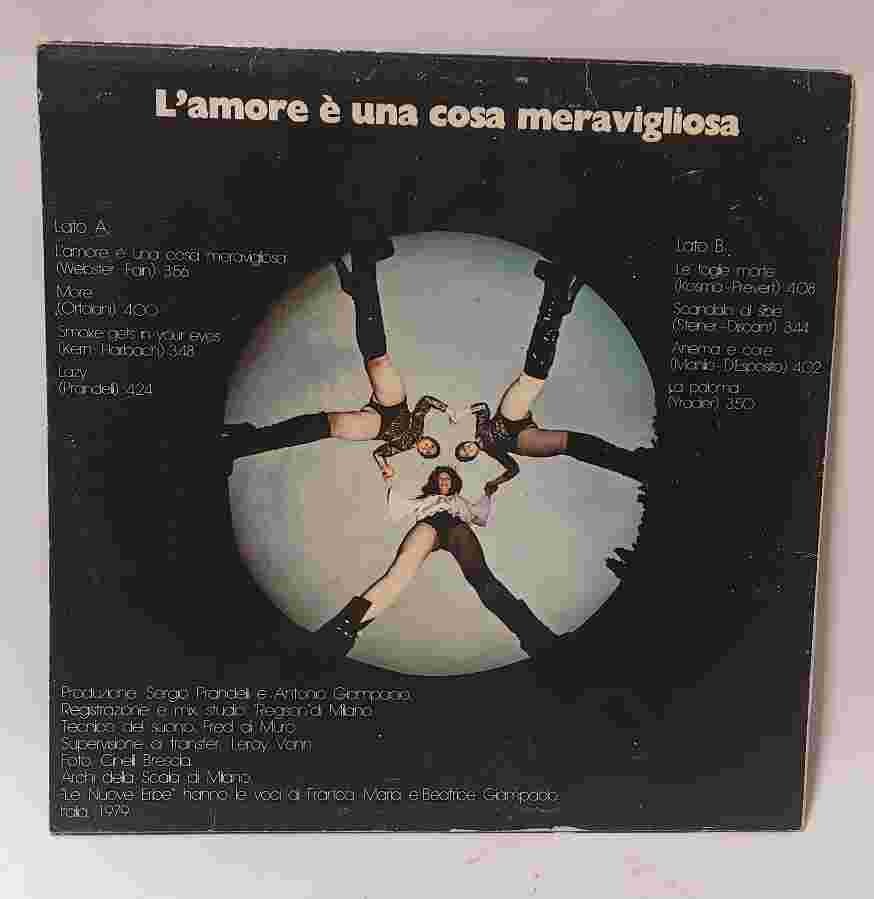 L'amore è una cosa meravigliosa
Lato A.
L'amore è una cosa meravigliosa
(Webster-Fain) 3.56
More
(Ortolani) 4.00
Smoke gets in your eyes
(Kern-Harbach) 3.48
Lazy
(Prandelli) 4.24
Lato B.
Le foglie morte
(Kosma-Prevert) 4.08
Scandalo al sole
(Steiner-Discant) 3.44
Anema e core
(Manlio-D'Esposito) 4.02
La paloma
(Yradier) 3.50
Produzione Sergio Prandelli e Antonio Giampaolo.
Registrazione e mix studio "Reason" di Milano
Tecnico del suono, Fred di Muro
Supervisione al transfer, Leroy Vann
Foto, Cinelli Brescia.
Archi della Scala di Milano.
"Le Nuove Erbe" hanno le voci di Franca, Maria e Beatrice Giampaolo.
Italia, 1979